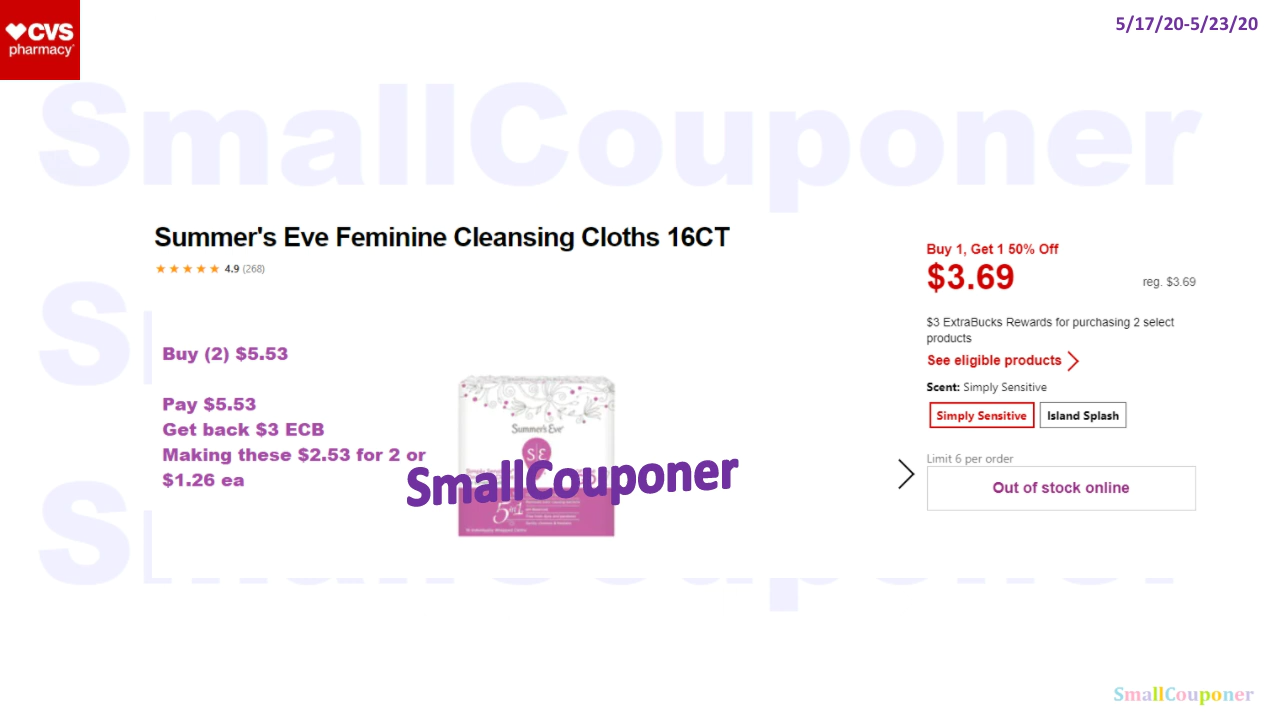 CVS
pharmacy
5/17/20-5/23/20
SmallCouponer
Summer's Eve Feminine Cleansing Cloths 16CT
4.9 (268)
Buy 1, Get 1 50% Off
$3.69
reg. $3.69
$3 ExtraBucks Rewards for purchasing 2 select
products
See eligible products
Scent: Simply Sensitive
Simply Sensitive
Island Splash
Limit 6 per order
Out of stock online
Buy (2) $5.53
Pay $5.53
Get back $3 ECB
Making these $2.53 for 2 or
$1.26 ea
Summer's Eve
S E
5 in 1
SmallCouponer
SmallCouponer